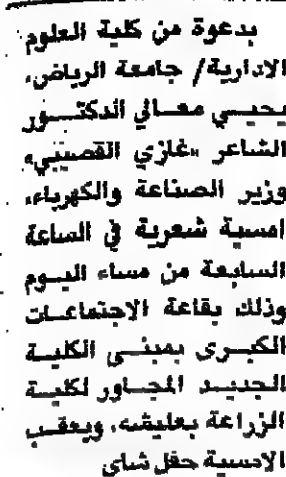 بدعوة من كلية العلوم
الادارية/ جامعة الرياض،
يحيي معالي الدكتور
الشاعر «غازي القصيبي»
وزير الصناعة والكهرباء،
امسية شعرية في الساعة
السابعة من مساء اليوم
وذلك بقاعة الاجتماعات
الكبرى بمبنى الكلية
الجديد المجاور لكلية
الزراعة بعليشه، ويعقب
الامسية حفل شاي